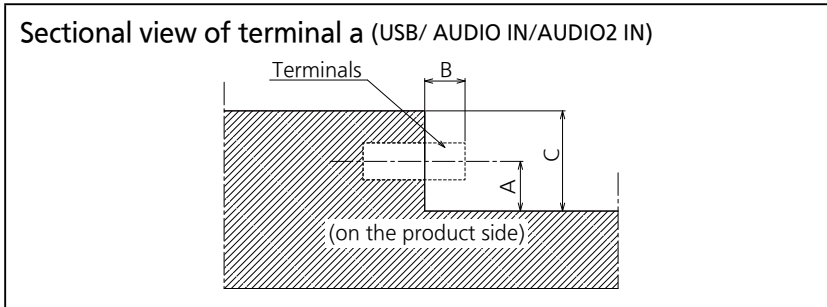 Sectional view of terminal a (USB/ AUDIO IN/AUDIO2 IN)
Terminals
B
C
A
(on the product side)